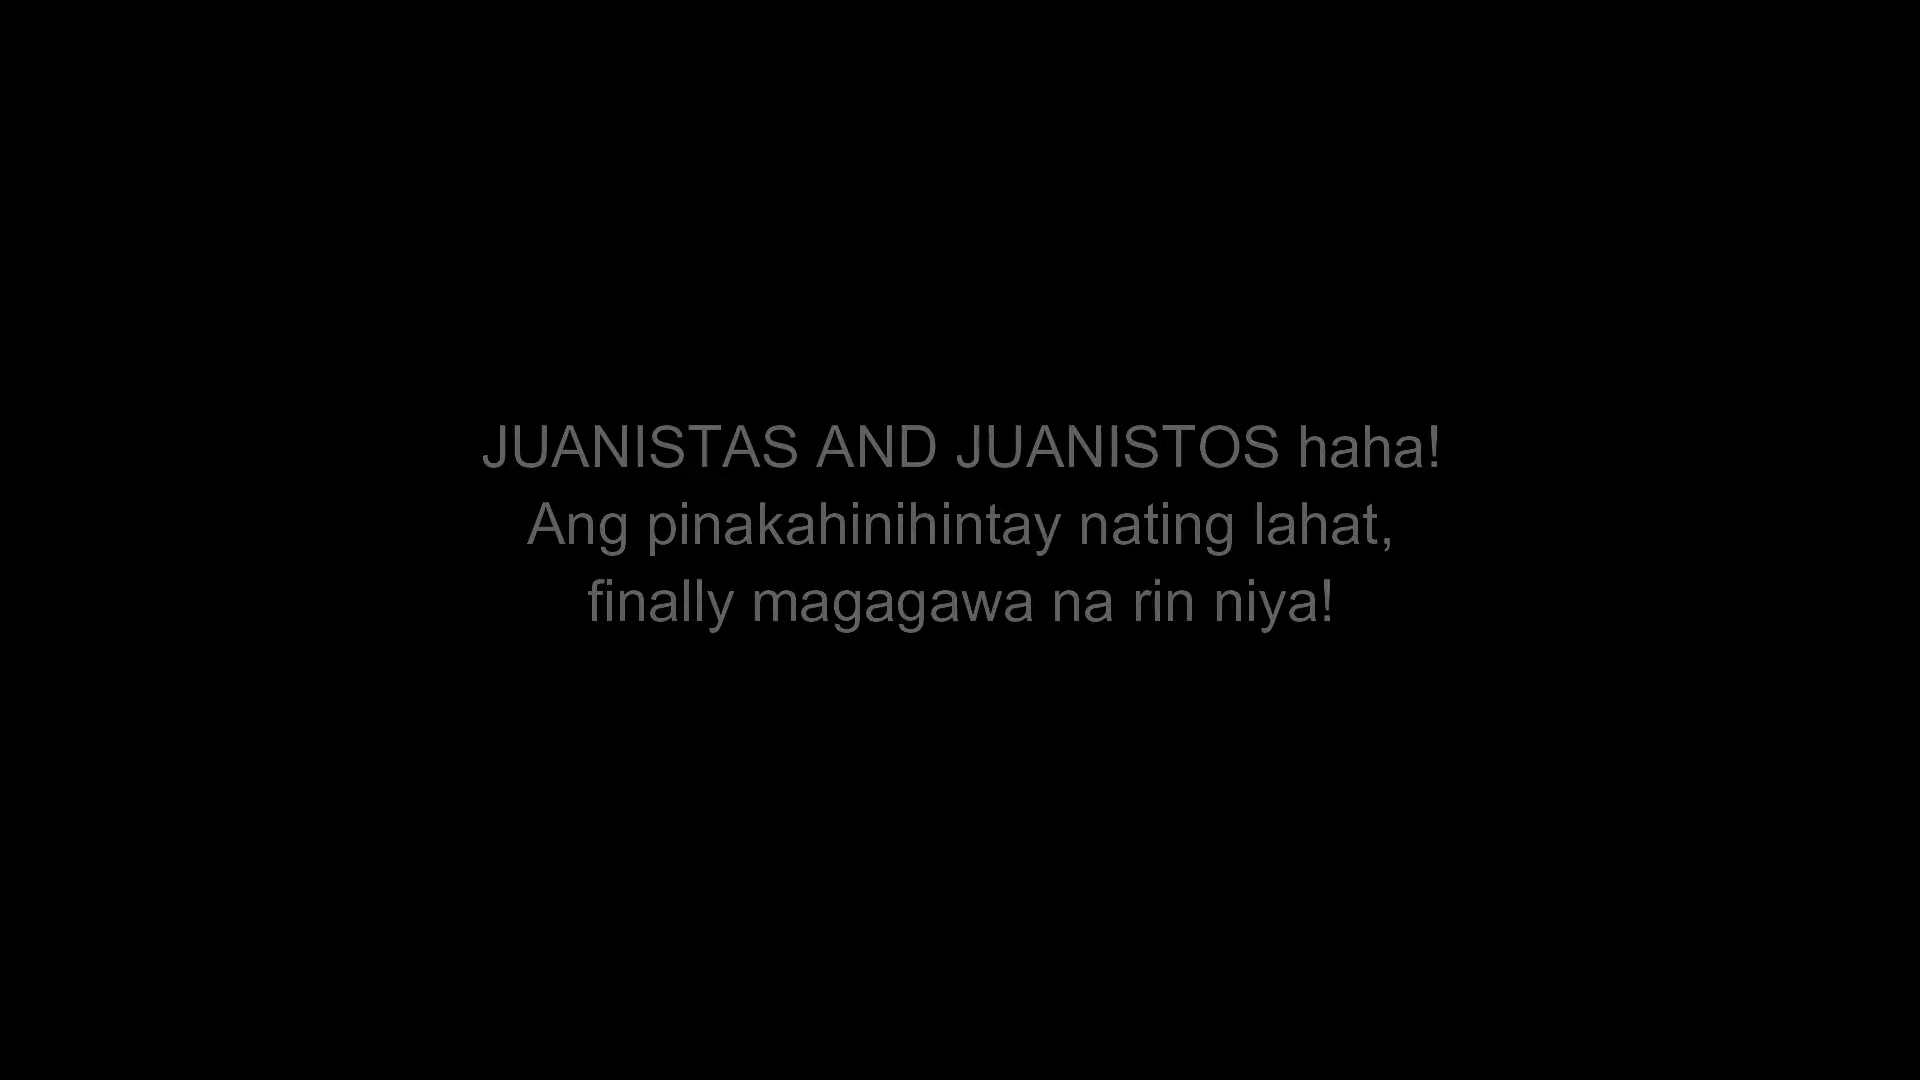 JUANISTAS AND JUANISTOS haha!
Ang pinakahinihintay nating lahat,
finally magagawa na rin niya!